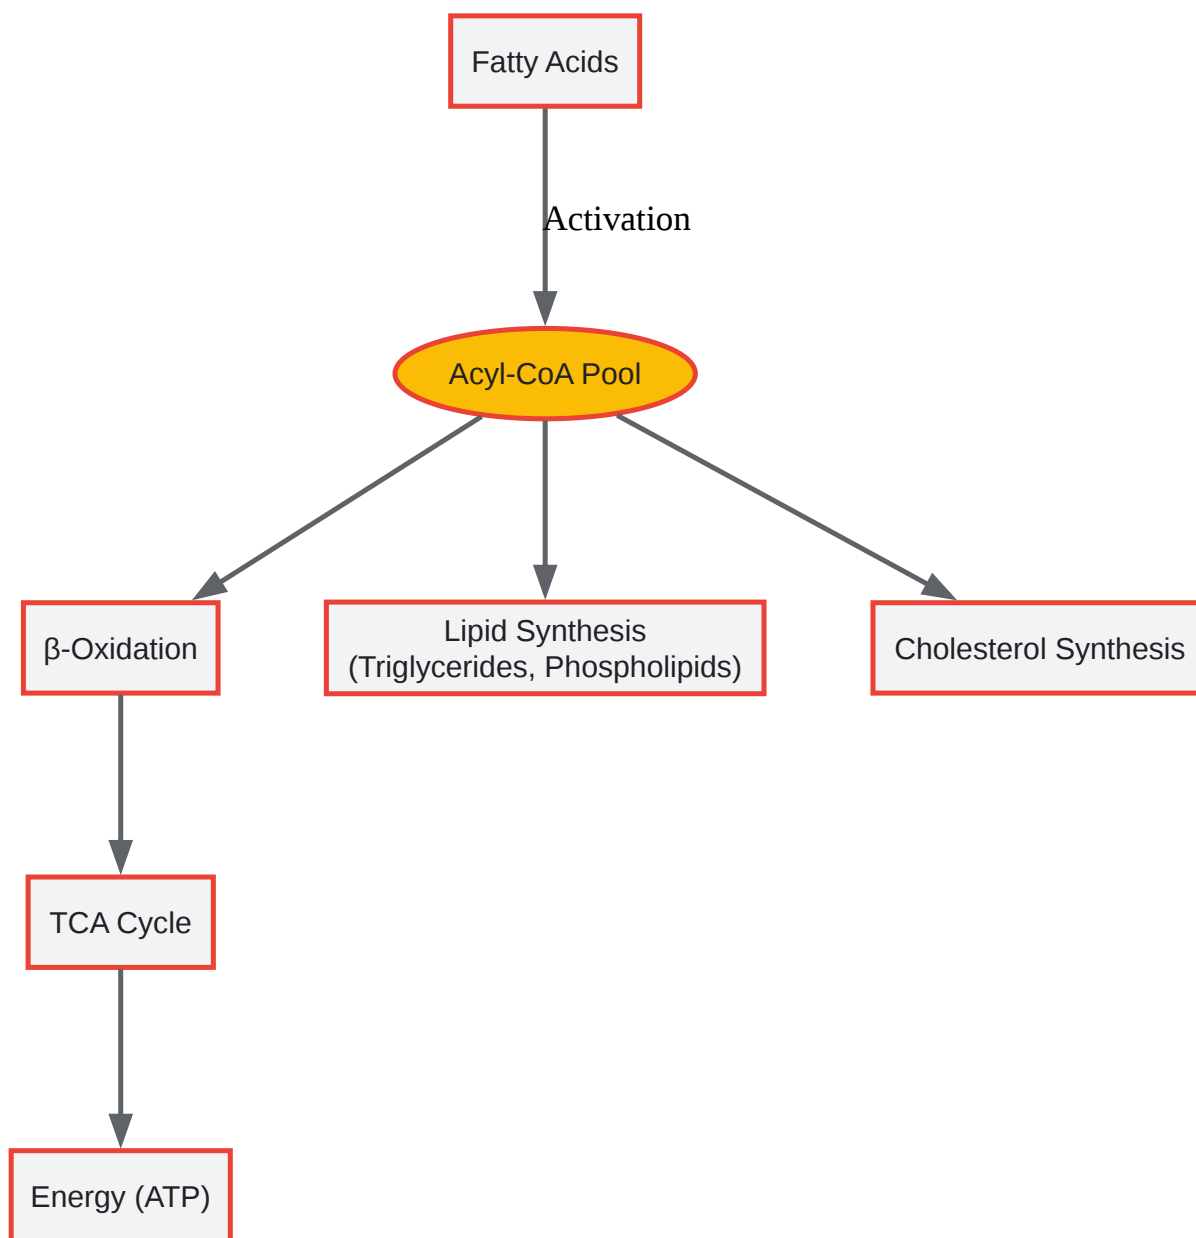 Fatty Acids
Activation
Acyl-CoA Pool
β-Oxidation
Lipid Synthesis
(Triglycerides, Phospholipids)
Cholesterol Synthesis
TCA Cycle
Energy (ATP)